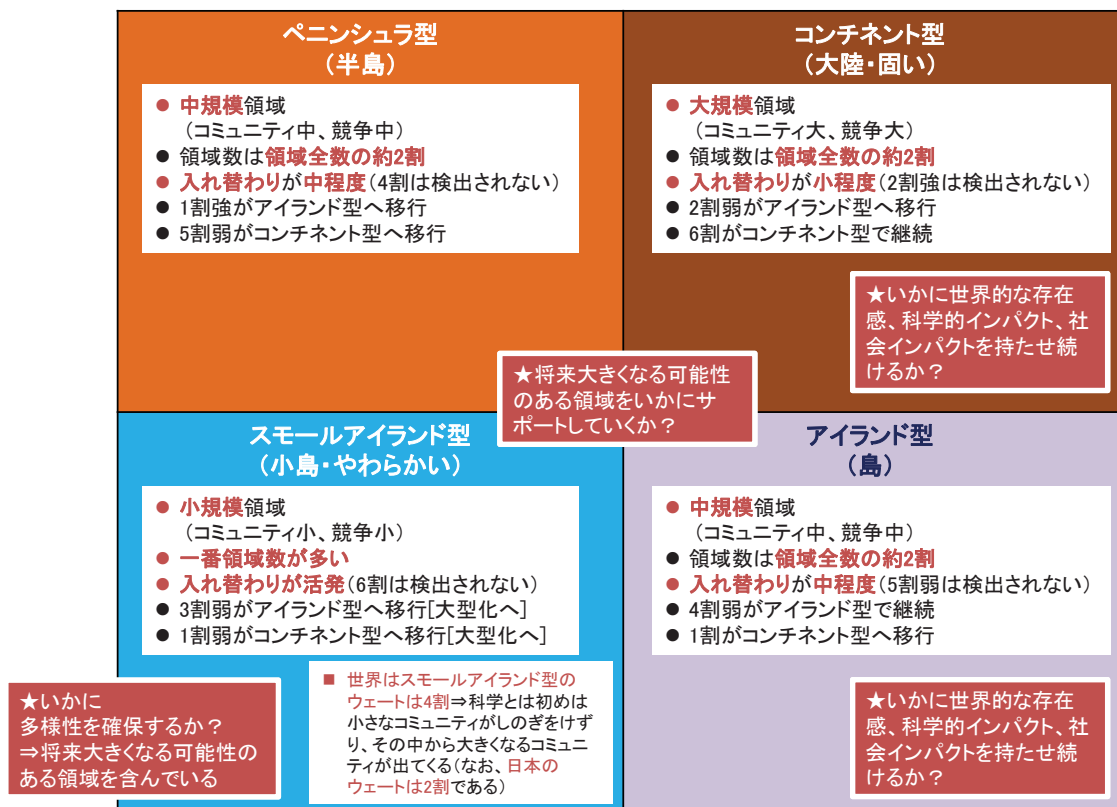 ペニンシュラ型
（半島）
● 中規模領域
（コミュニティ中、競争中）
● 領域数は領域全数の約2割
● 入れ替わりが中程度（4割は検出されない）
● 1割強がアイランド型へ移行
● 5割弱がコンチネント型へ移行
コンチネント型
（大陸・固い）
● 大規模領域
（コミュニティ大、競争大）
● 領域数は領域全数の約2割
● 入れ替わりが小程度（2割強は検出されない）
● 2割弱がアイランド型へ移行
● 6割がコンチネント型で継続
★いかに世界的な存在
感、科学的インパクト、社
会インパクトを持たせ続
けるか？
★将来大きくなる可能性
のある領域をいかにサ
ポートしていくか？
スモールアイランド型
（小島・やわらかい）
● 小規模領域
（コミュニティ小、競争小）
● 一番領域数が多い
● 入れ替わりが活発（6割は検出されない）
● 3割弱がアイランド型へ移行[大型化へ]
● 1割弱がコンチネント型へ移行[大型化へ]
■ 世界はスモールアイランド型の
ウェートは4割⇒科学とは初めは
小さなコミュニティがしのぎをけず
り、その中から大きくなるコミュニ
ティが出てくる（なお、日本の
ウェートは2割である）
★いかに
多様性を確保するか？
⇒将来大きくなる可能性の
ある領域を含んでいる
アイランド型
（島）
● 中規模領域
（コミュニティ中、競争中）
● 領域数は領域全数の約2割
● 入れ替わりが中程度（5割弱は検出されない）
● 4割弱がアイランド型で継続
● 1割がコンチネント型へ移行
★いかに世界的な存在
感、科学的インパクト、社
会インパクトを持たせ続
けるか？